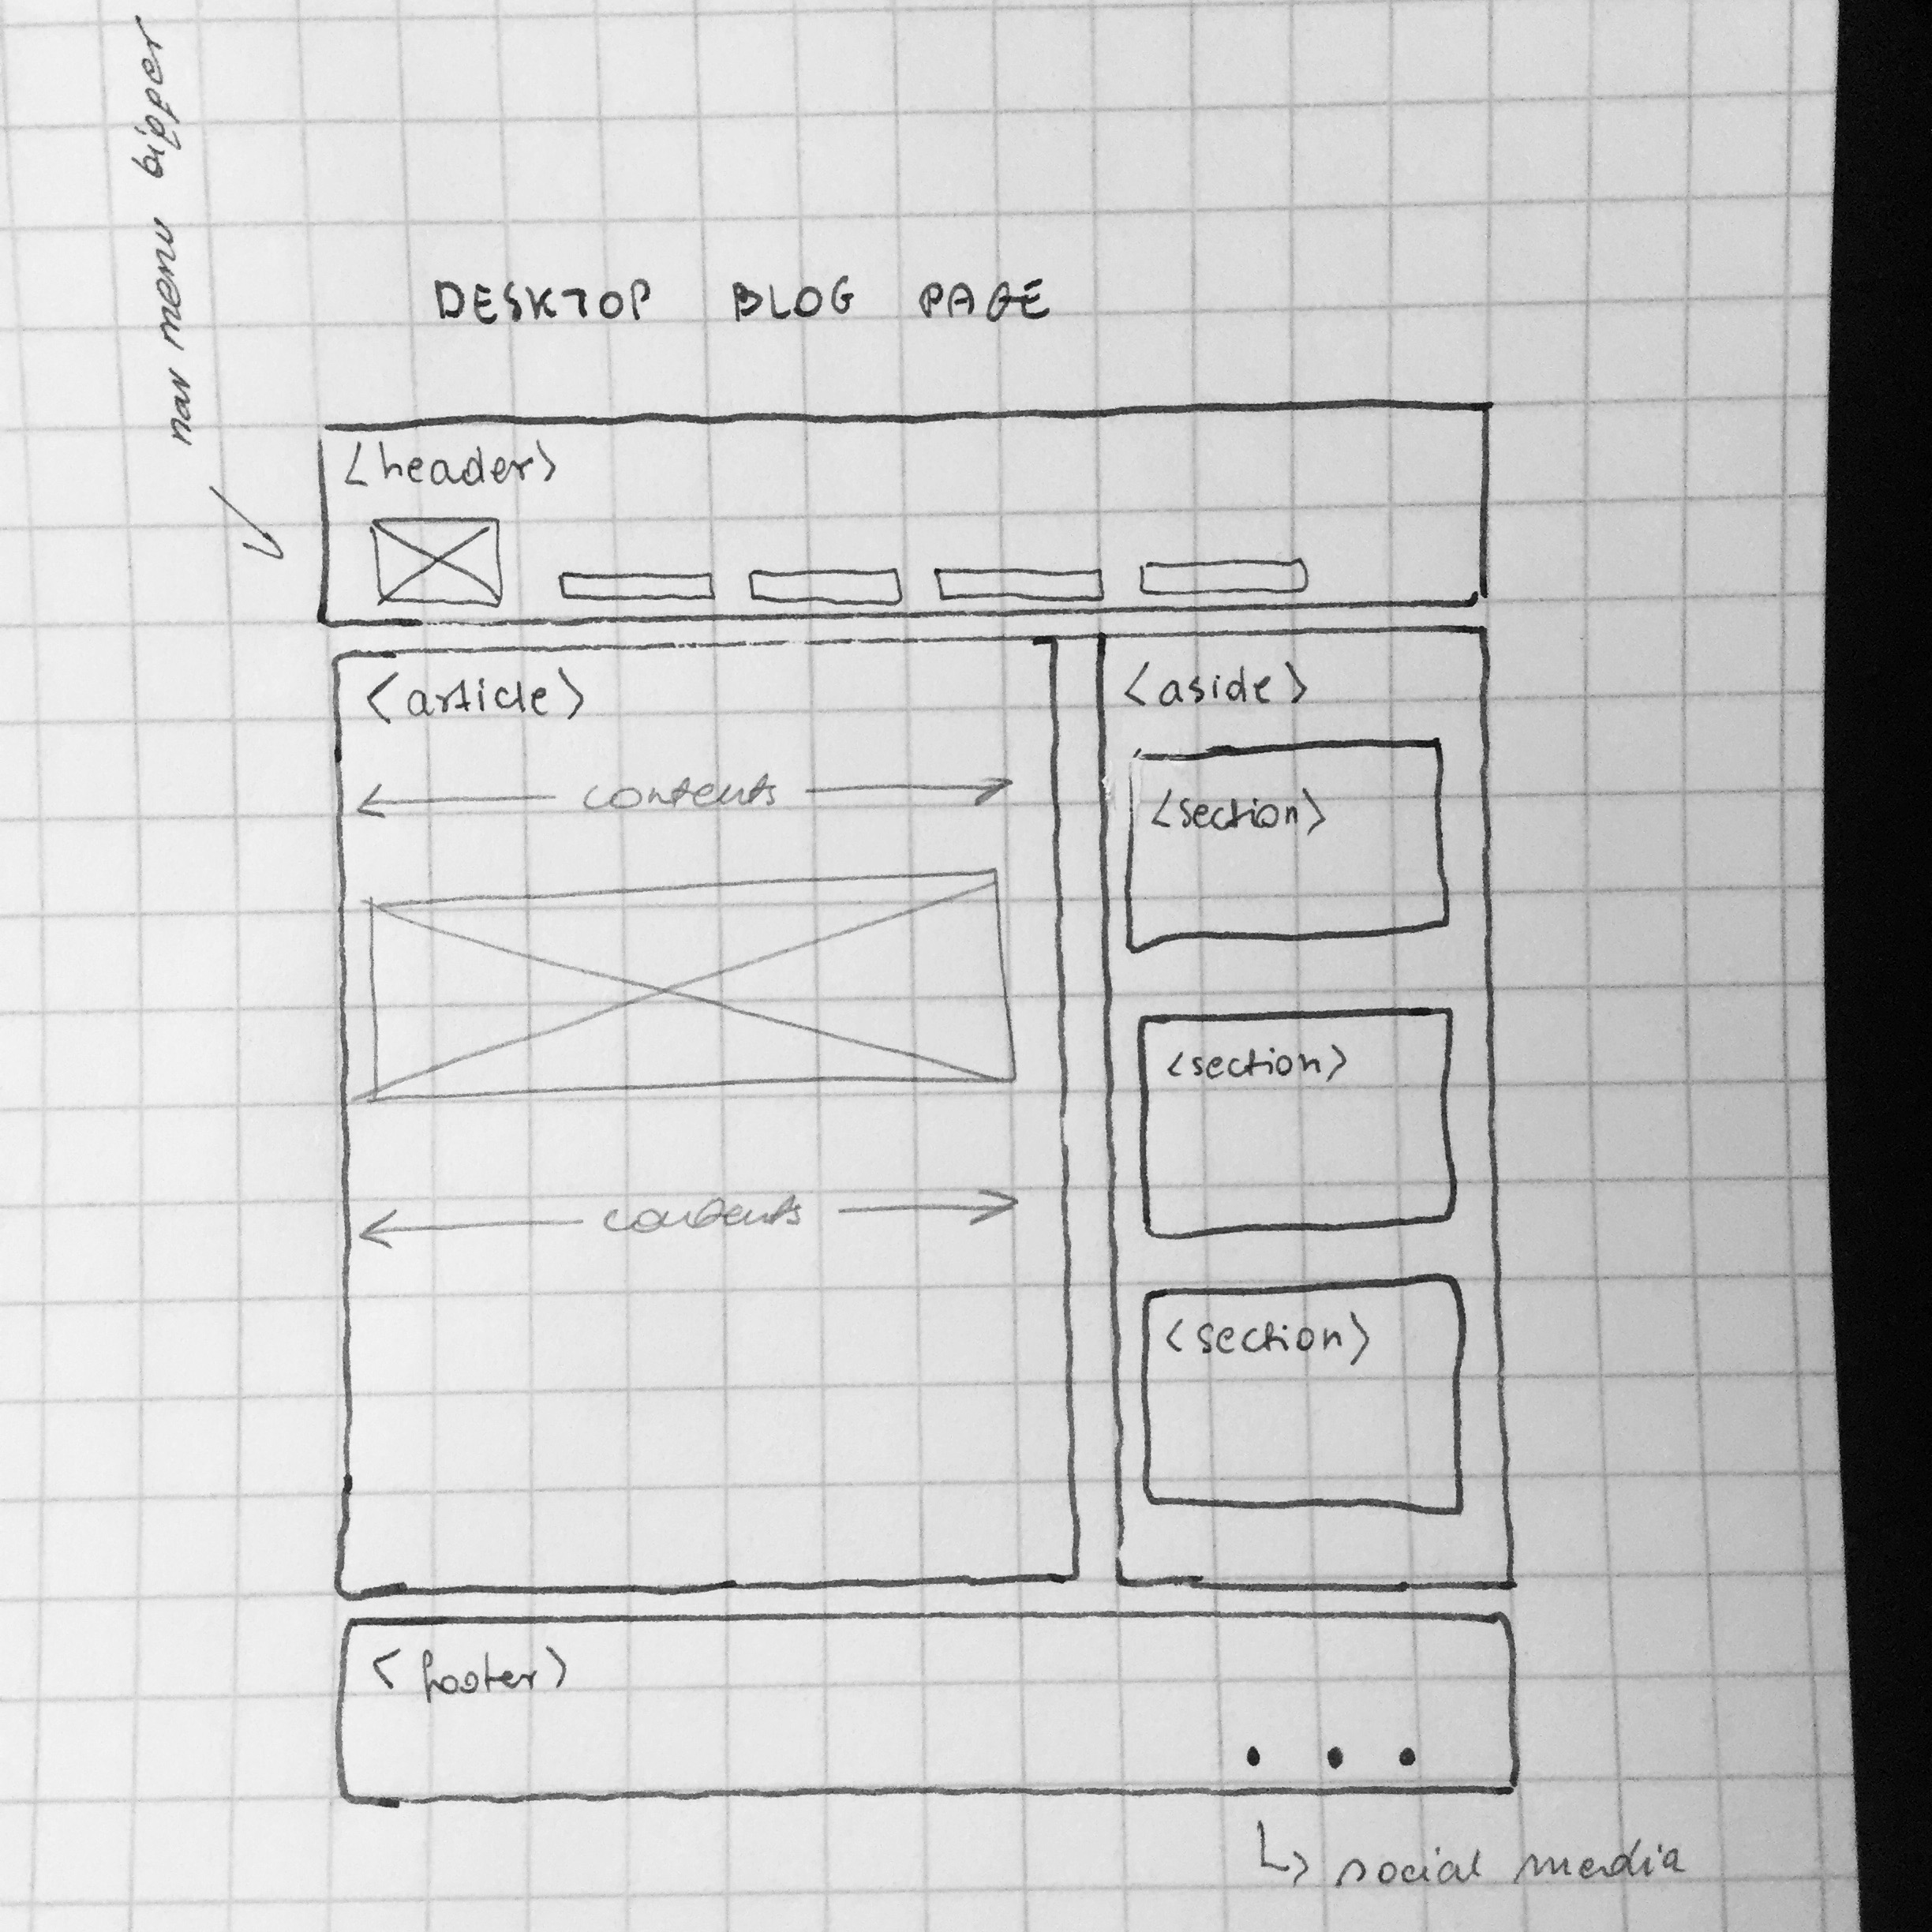 nav menu bigger
DESKTOP BLOG PAGE
<header>
<article>
contents
contents
<aside>
<section>
<section>
<section>
<footer>
social media